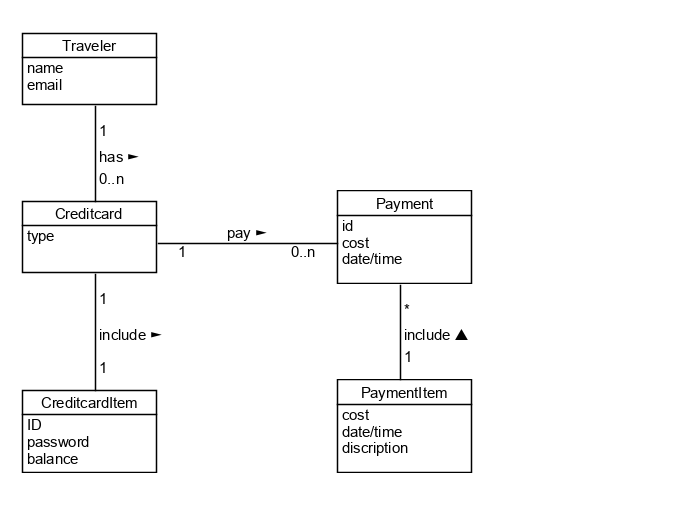 Traveler
name
email
1
has ►
0..n
Creditcard
type
pay ►
1
0..n
Payment
id
cost
date/time
1
include ►
1
*
include ▲
1
CreditcardItem
ID
password
balance
PaymentItem
cost
date/time
discription